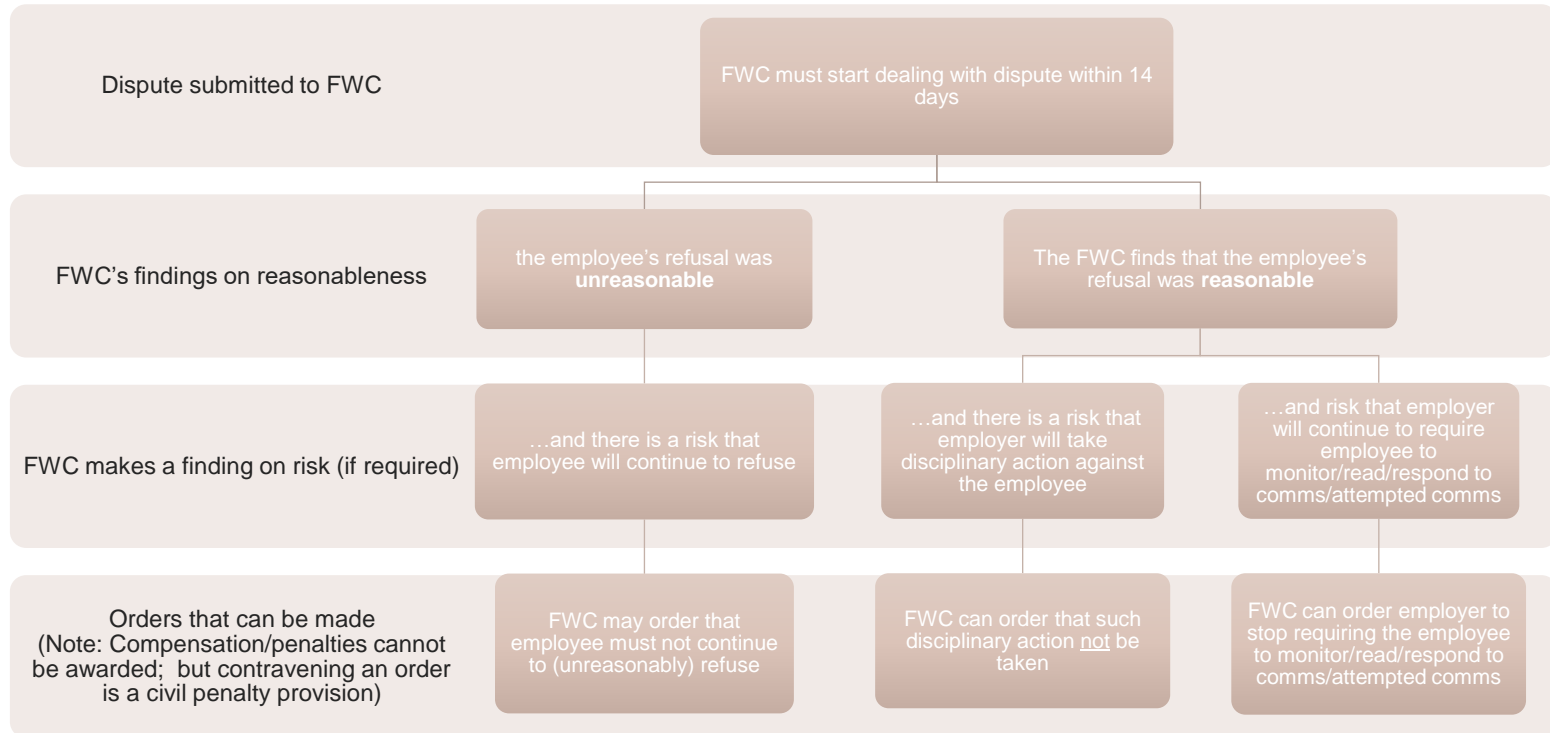 Dispute submitted to FWC
FWC must start dealing with dispute within 14
days
FWC's findings on reasonableness
the employee's refusal was
unreasonable
The FWC finds that the employee's
refusal was reasonable
FWC makes a finding on risk (if required)
…and there is a risk that
employee will continue to refuse
…and there is a risk that
employer will take
disciplinary action against
the employee
…and risk that employer
will continue to require
employee to
monitor/read/respond to
comms/attempted comms
Orders that can be made
(Note: Compensation/penalties cannot
be awarded; but contravening an order
is a civil penalty provision)
FWC may order that
employee must not continue
to (unreasonably) refuse
FWC can order that such
disciplinary action not be
taken
FWC can order employer to
stop requiring the employee
to monitor/read/respond to
comms/attempted comms